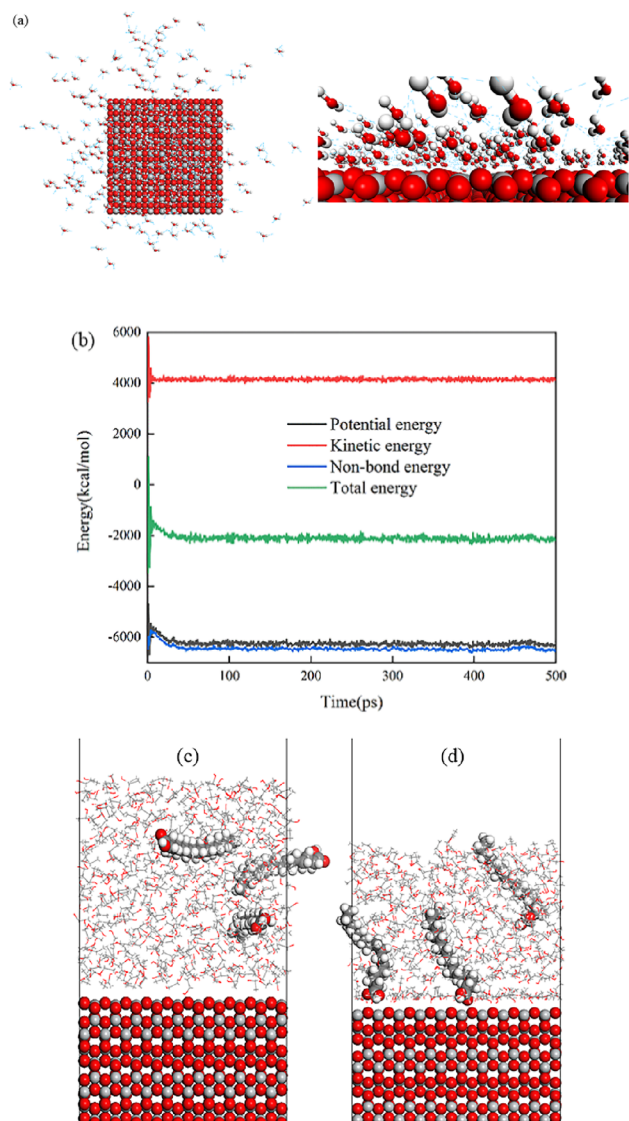 (a)
(b)
6000
4000
2000
0
-2000
-4000
-6000
Energy(kcal/mol)
Potential energy
Kinetic energy
Non-bond energy
Total energy
0
100
200
300
400
500
Time(ps)
(c)
(d)